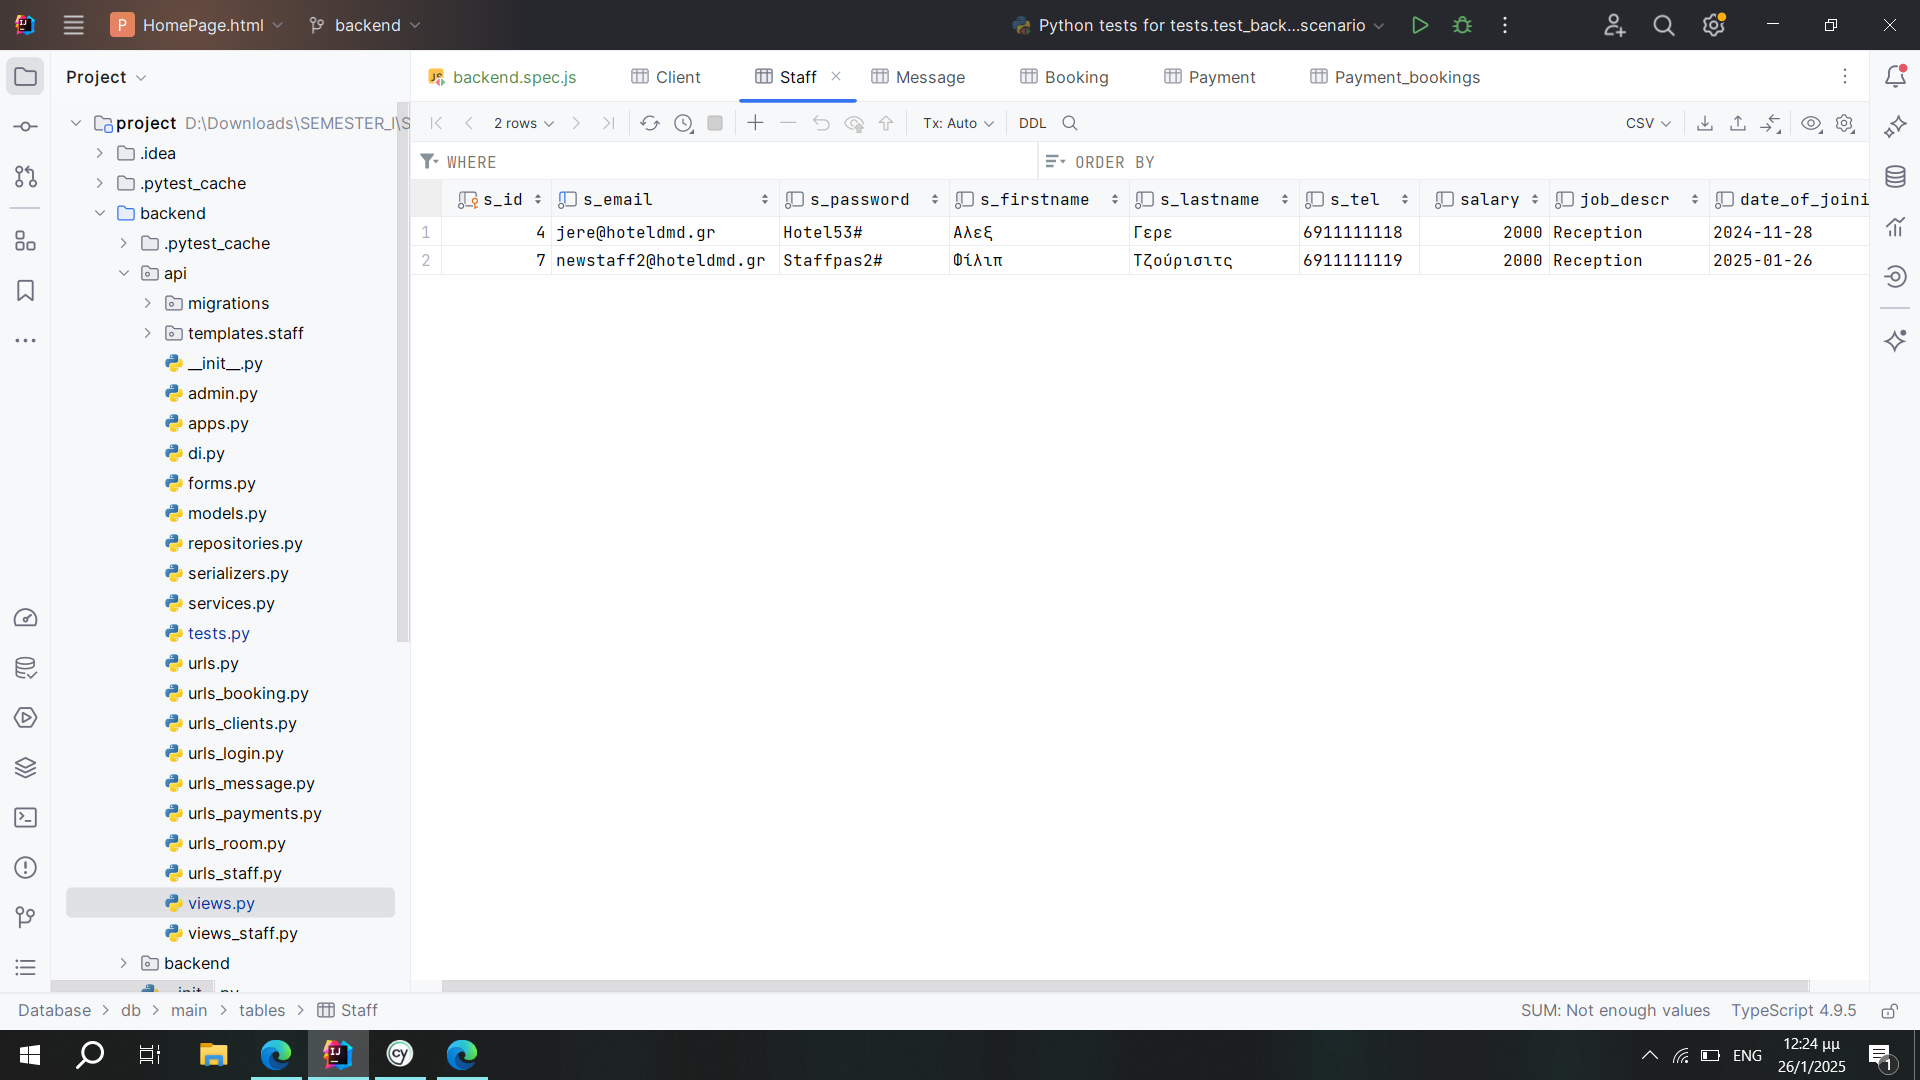 P HomePage.html backend Python tests for tests.test_back...scenario
Project
backend.spec.js Client Staff Message Booking Payment Payment_bookings
project D:\Downloads\SEMESTER_I\S
2 rows Tx: Auto DDL CSV
.idea
WHERE ORDER BY
.pytest_cache
s_id s_email s_password s_firstname s_lastname s_tel salary job_descr date_of_joini
backend
1 4 jere@hoteldmd.gr Hotel53# Αλεξ Γερε 6911111118 2000 Reception 2024-11-28
.pytest_cache
2 7 newstaff2@hoteldmd.gr Staffpas2# Φίλιπ Τζούρισιτς 6911111119 2000 Reception 2025-01-26
api
migrations
templates.staff
__init__.py
admin.py
apps.py
di.py
forms.py
models.py
repositories.py
serializers.py
services.py
tests.py
urls.py
urls_booking.py
urls_clients.py
urls_login.py
urls_message.py
urls_payments.py
urls_room.py
urls_staff.py
views.py
views_staff.py
backend
Database db main tables Staff SUM: Not enough values TypeScript 4.9.5
ENG 12:24 μμ
26/1/2025
1